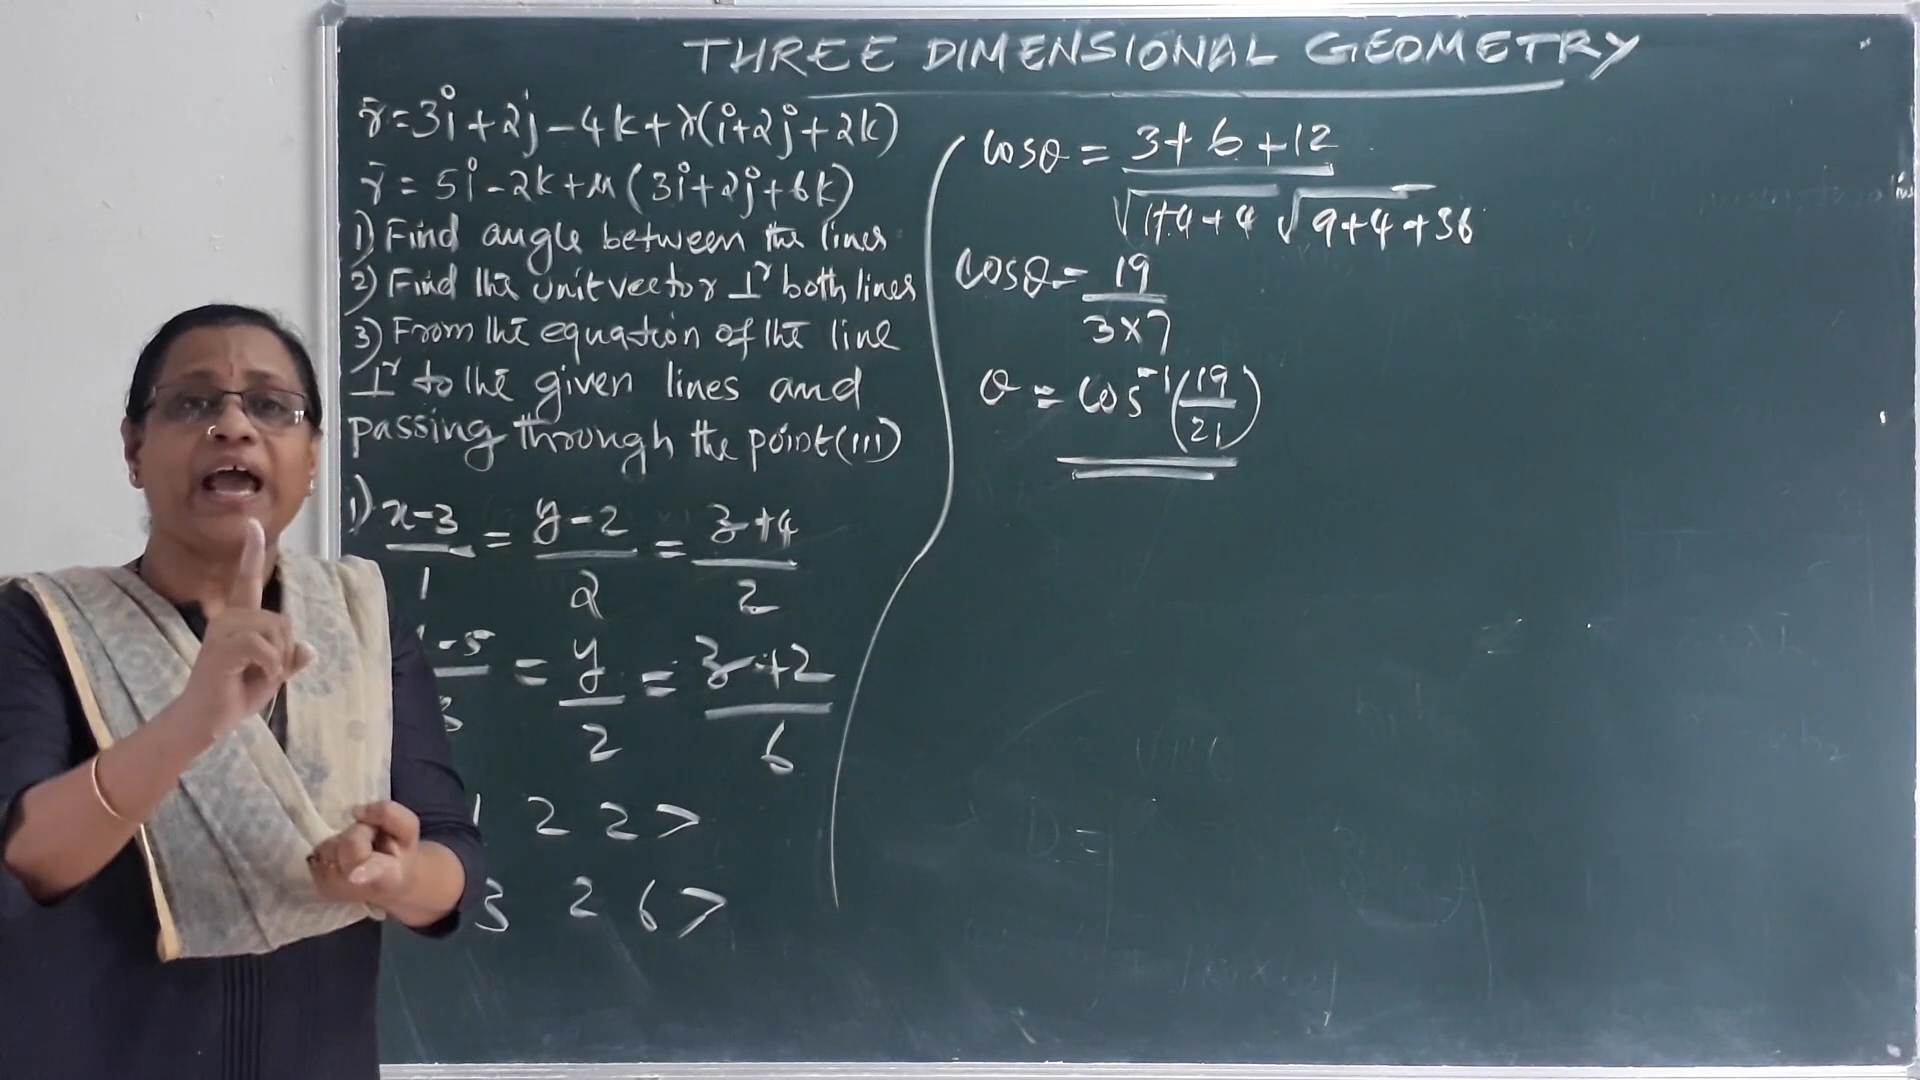 THREE DIMENSIONAL GEOMETRY
r̄ = 3i + 2j - 4k + λ(i + 2j + 2k)
r̄ = 5i - 2k + μ(3i + 2j + 6k)
1) Find angle between the lines
2) Find the unit vector ⊥r both lines
3) From the equation of the line
⊥r to the given lines and
passing through the point (111)
1) x-3/1 = y-2/2 = z+4/2
-5/3 = y/2 = z+2/6
1 2 2>
3 2 6>
cosθ = 3+6+12 / √1+4+4 √9+4+36
cosθ = 19 / 3×7
θ = cos⁻¹(19/21)